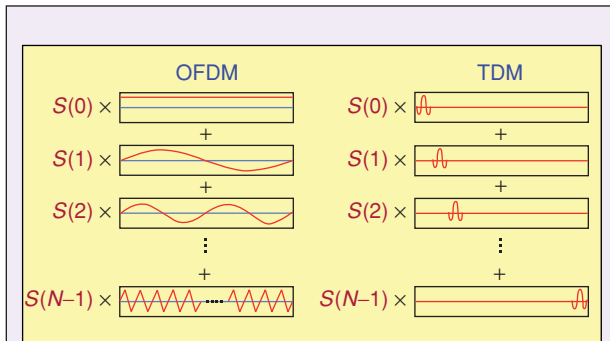 OFDM TDM
S(0) × S(0) ×
+ +
S(1) × S(1) ×
+ +
S(2) × S(2) ×
⋮ ⋮
+ +
S(N–1) × S(N–1) ×